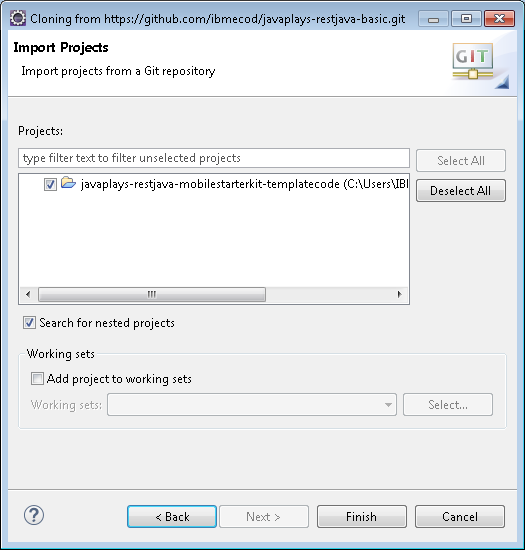 Cloning from https://github.com/ibmecod/javaplays-restjava-basic.git
Import Projects
Import projects from a Git repository
GIT
Projects:
type filter text to filter unselected projects
Select All
javaplays-restjava-mobilestarterkit-templatecode (C:\Users\IBI
Deselect All
Search for nested projects
Working sets
Add project to working sets
Working sets:
Select...
?
< Back
Next >
Finish
Cancel